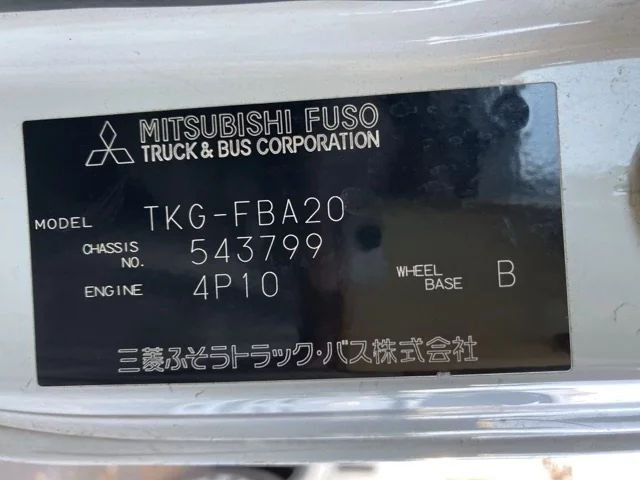 MITSUBISHI FUSO
TRUCK & BUS CORPORATION
MODEL TKG-FBA20
CHASSIS NO. 543799
ENGINE 4P10
WHEEL BASE B
三菱ふそうトラック・バス株式会社